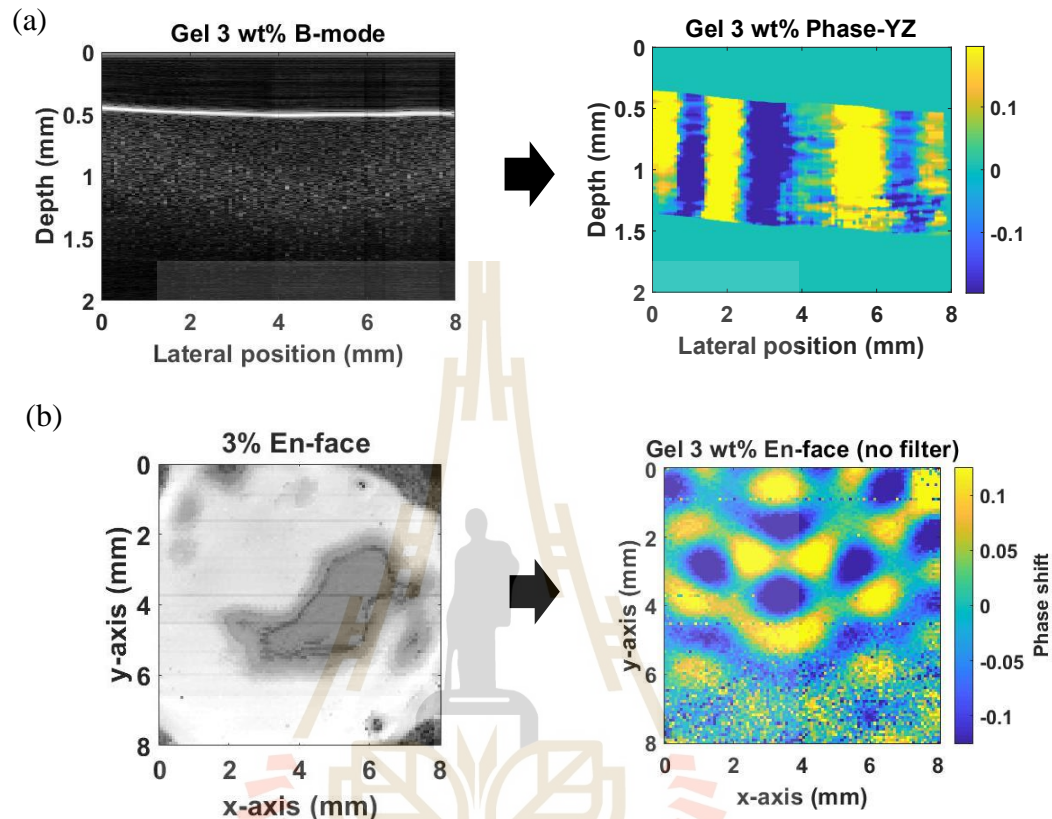 (a)
Gel 3 wt% B-mode
0
0.5
1
1.5
2
Depth (mm)
0 2 4 6 8
Lateral position (mm)
Gel 3 wt% Phase-YZ
0
0.5
1
1.5
2
Depth (mm)
0 2 4 6 8
Lateral position (mm)
0.1
0
-0.1
(b)
3% En-face
0
2
4
6
8
y-axis (mm)
0 2 4 6 8
x-axis (mm)
Gel 3 wt% En-face (no filter)
0
2
4
6
8
y-axis (mm)
0 2 4 6 8
x-axis (mm)
0.1
0.05
0
-0.05
-0.1
Phase shift